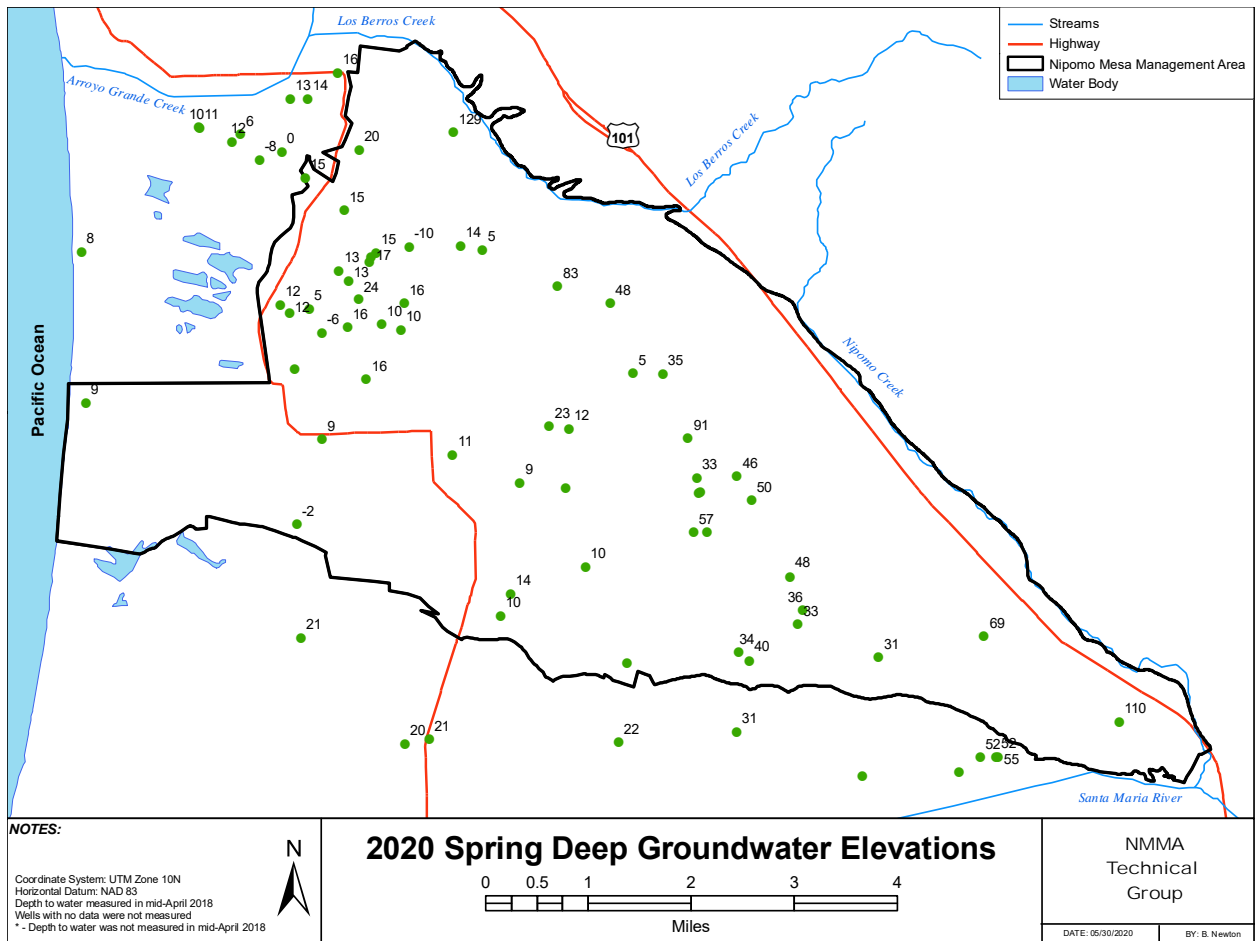 Los Berros Creek
Streams
Highway
Nipomo Mesa Management Area
Water Body
16
Arroyo Grande Creek
13
14
10
11
6
12
129
101
0
-8
20
Los Berros Creek
15
15
8
15
-10
14
5
17
13
13
83
24
48
12
5
16
12
-6
16
10
10
Nipomo Creek
5
35
16
Pacific Ocean
9
23
12
91
9
11
33
46
9
50
-2
57
10
48
14
36
10
33
21
69
34
40
31
110
20
21
22
31
52
52
55
Santa Maria River
NOTES:
Coordinate System: UTM Zone 10N
Horizontal Datum: NAD 83
Depth to water measured in mid-April 2018
Wells with no data were not measured
* - Depth to water was not measured in mid-April 2018
N
2020 Spring Deep Groundwater Elevations
0 0.5 1 2 3 4
Miles
NMMA
Technical
Group
DATE: 05/30/2020
BY: B. Newton